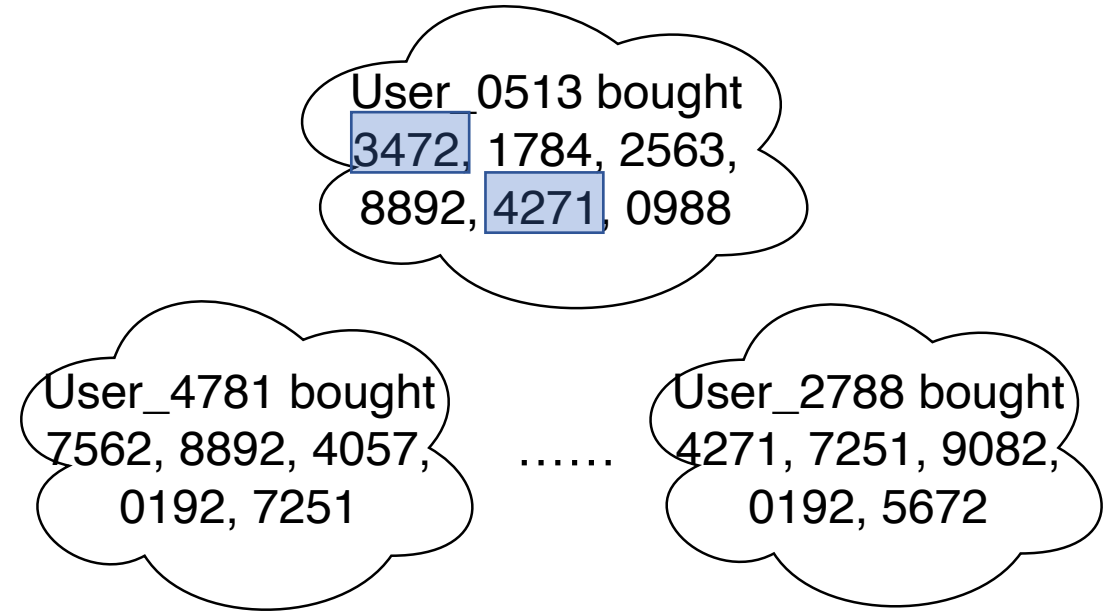 User_0513 bought
3472, 1784, 2563,
8892, 4271, 0988
User_4781 bought
7562, 8892, 4057,
0192, 7251
......
User_2788 bought
4271, 7251, 9082,
0192, 5672